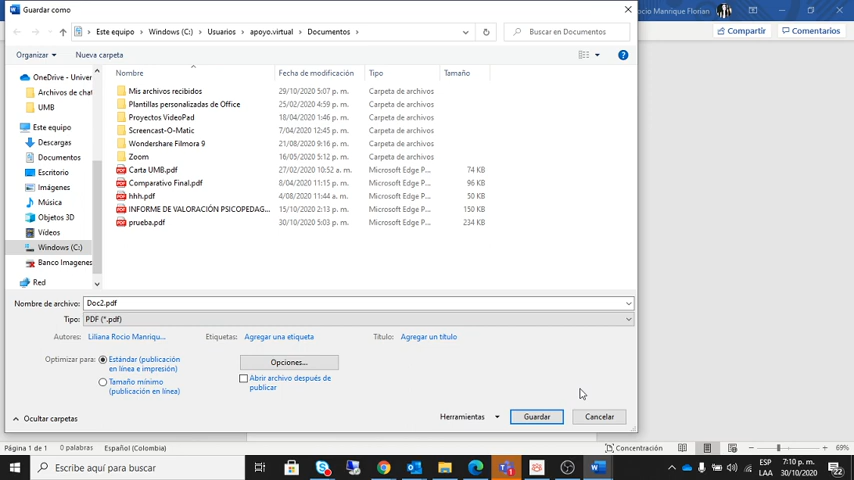 Guardar como
Rocio Manrique Florian
Este equipo > Windows (C:) > Usuarios > apoyo.virtual > Documentos >
Buscar en Documentos
Compartir
Comentarios
Organizar
Nueva carpeta
Nombre
Fecha de modificación
Tipo
Tamaño
OneDrive - Univer
Archivos de chat
UMB
Este equipo
Descargas
Documentos
Escritorio
Imágenes
Música
Objetos 3D
Vídeos
Windows (C:)
Banco Imagenes
Red
Mis archivos recibidos 29/10/2020 5:07 p. m. Carpeta de archivos
Plantillas personalizadas de Office 25/02/2020 4:59 p. m. Carpeta de archivos
Proyectos VideoPad 18/04/2020 1:46 p. m. Carpeta de archivos
Screencast-O-Matic 7/04/2020 12:45 p. m. Carpeta de archivos
Wondershare Filmora 9 21/08/2020 9:16 p. m. Carpeta de archivos
Zoom 16/05/2020 5:12 p. m. Carpeta de archivos
Carta UMB.pdf 27/02/2020 10:52 a. m. Microsoft Edge P... 74 KB
Comparativo Final.pdf 8/04/2020 11:15 p. m. Microsoft Edge P... 96 KB
hhh.pdf 4/08/2020 11:44 a. m. Microsoft Edge P... 50 KB
INFORME DE VALORACIÓN PSICOPEDAG... 15/10/2020 2:13 p. m. Microsoft Edge P... 150 KB
prueba.pdf 30/10/2020 5:03 p. m. Microsoft Edge P... 234 KB
Nombre de archivo: Doc2.pdf
Tipo: PDF (*.pdf)
Autores: Liliana Rocio Manriqu...
Etiquetas: Agregar una etiqueta
Título: Agregar un título
Optimizar para:
Estándar (publicación
en línea e impresión)
Tamaño mínimo
(publicación en línea)
Opciones...
Abrir archivo después de
publicar
Ocultar carpetas
Herramientas
Guardar
Cancelar
Página 1 de 1 0 palabras Español (Colombia)
Concentración
69%
Escribe aquí para buscar
ESP
LAA
7:10 p. m.
30/10/2020
22